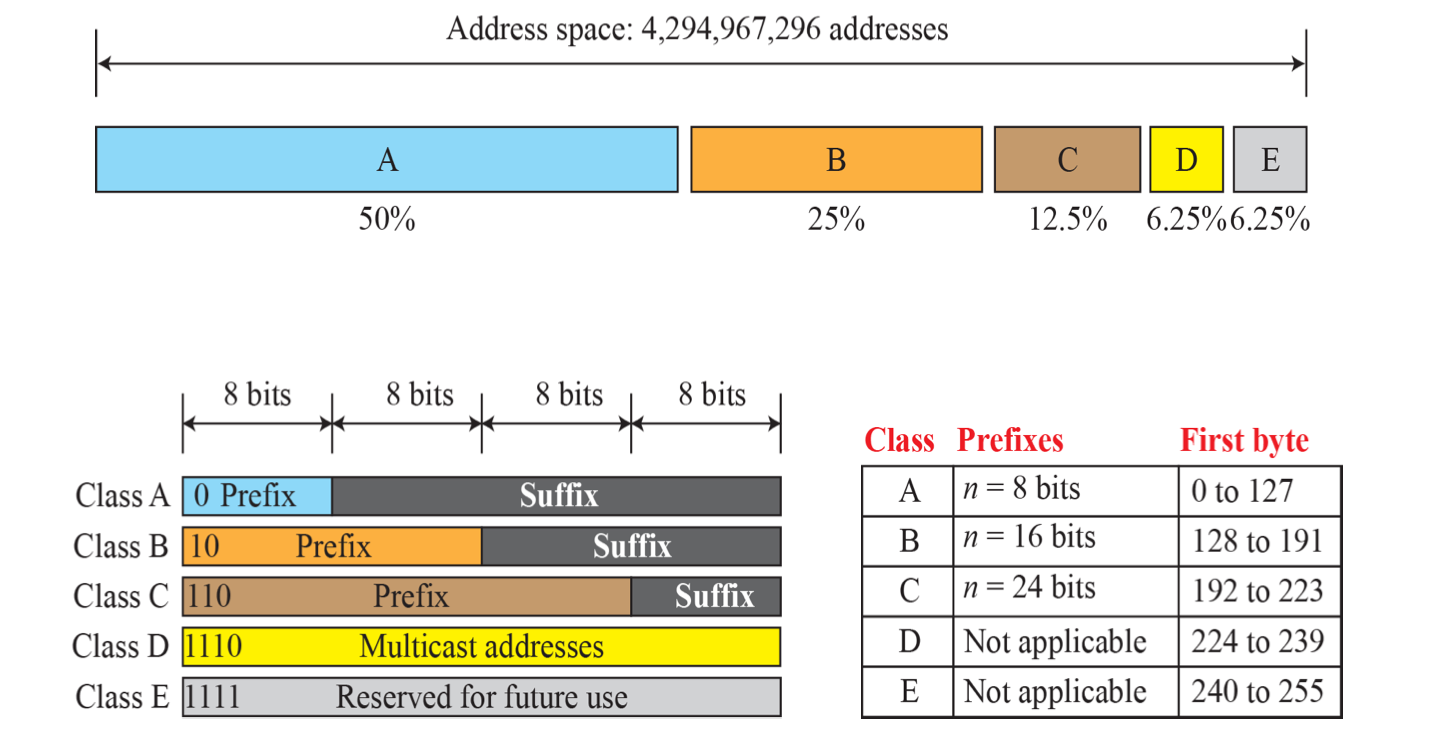 Address space: 4,294,967,296 addresses
A B C D E
50% 25% 12.5% 6.25% 6.25%
8 bits 8 bits 8 bits 8 bits
Class A 0 Prefix Suffix
Class B 10 Prefix Suffix
Class C 110 Prefix Suffix
Class D 1110 Multicast addresses
Class E 1111 Reserved for future use
Class Prefixes First byte
A n = 8 bits 0 to 127
B n = 16 bits 128 to 191
C n = 24 bits 192 to 223
D Not applicable 224 to 239
E Not applicable 240 to 255